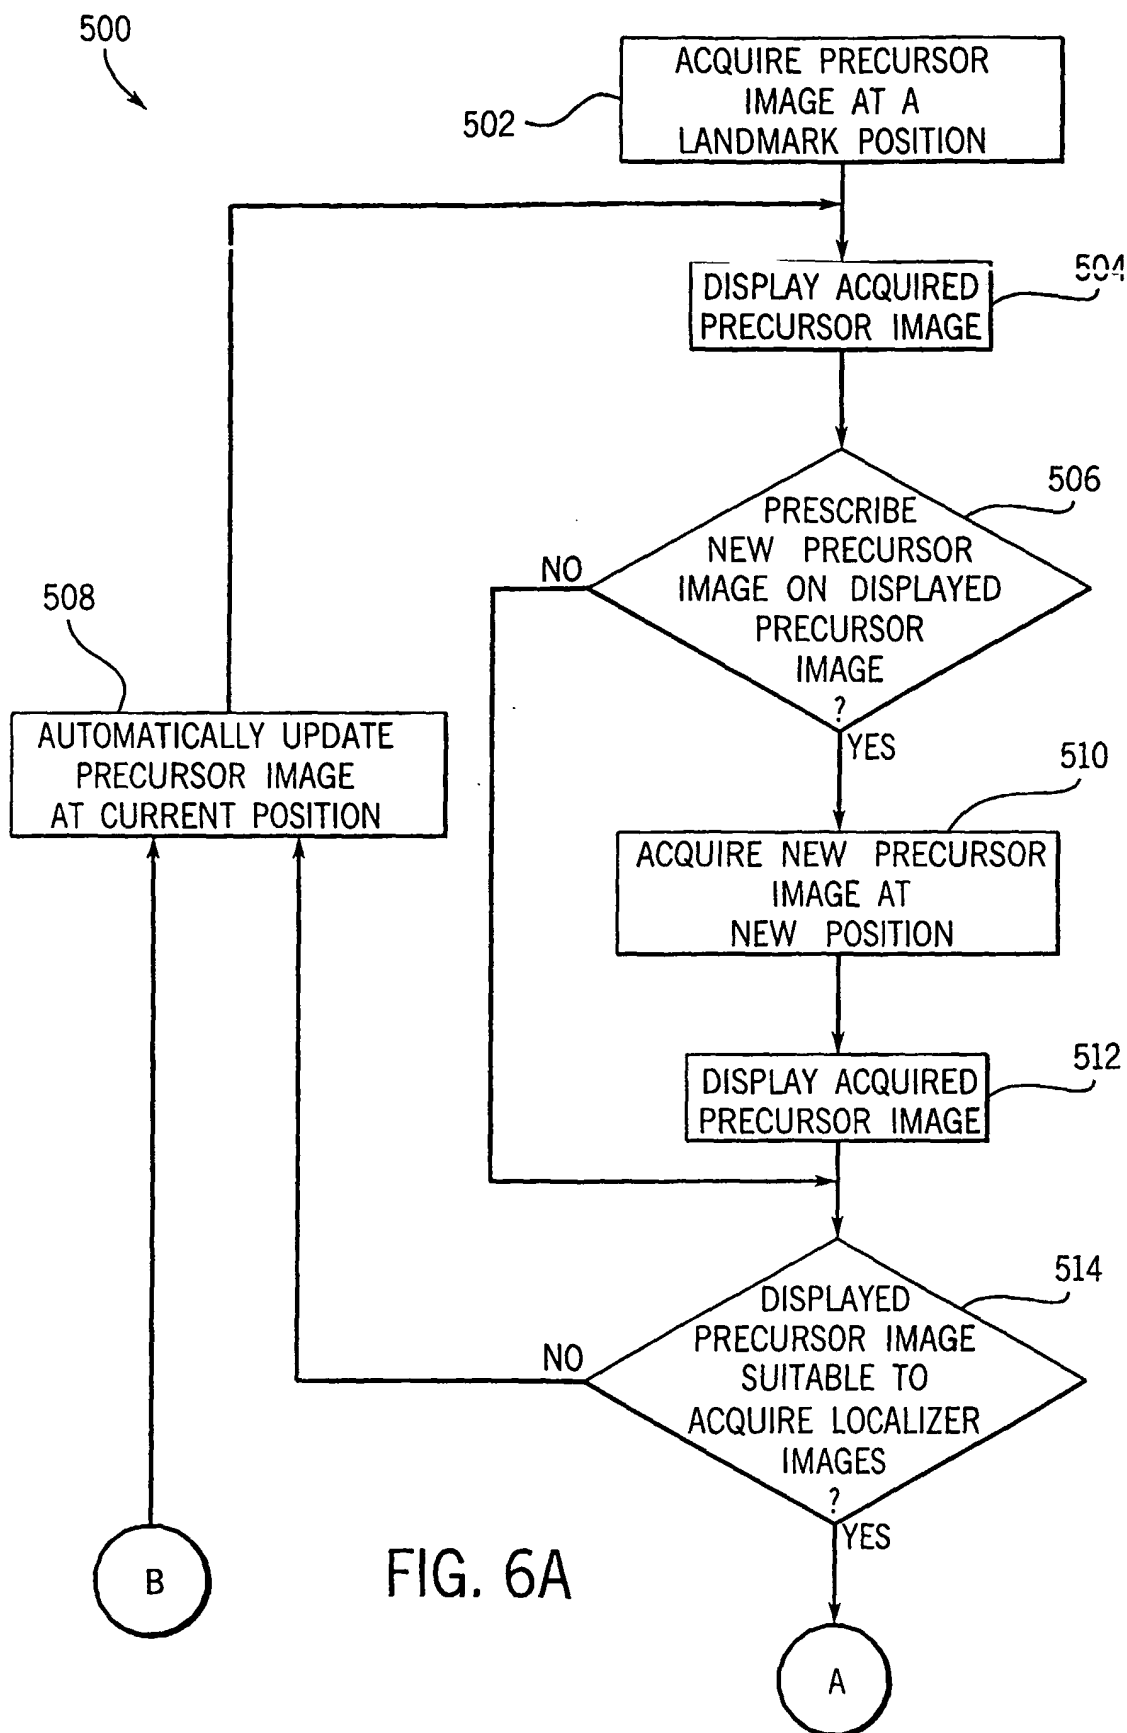 500
ACQUIRE PRECURSOR
IMAGE AT A
LANDMARK POSITION
502
DISPLAY ACQUIRED
PRECURSOR IMAGE
504
PRESCRIBE
NEW PRECURSOR
IMAGE ON DISPLAYED
PRECURSOR
IMAGE
?
506
NO
YES
508
AUTOMATICALLY UPDATE
PRECURSOR IMAGE
AT CURRENT POSITION
510
ACQUIRE NEW PRECURSOR
IMAGE AT
NEW POSITION
512
DISPLAY ACQUIRED
PRECURSOR IMAGE
514
DISPLAYED
PRECURSOR IMAGE
SUITABLE TO
ACQUIRE LOCALIZER
IMAGES
?
NO
YES
B
FIG. 6A
A